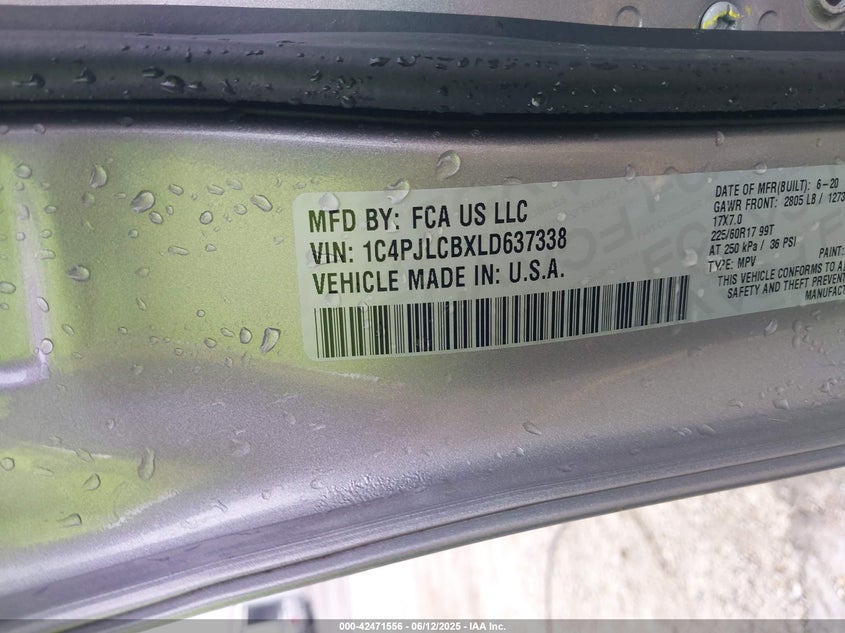 MFD BY: FCA US LLC
VIN: 1C4PJLCBXLD637338
VEHICLE MADE IN: U.S.A.
DATE OF MFR(BUILT): 6-20
GAWR FRONT: 2805 LB / 1273
17X7.0
225/60R17 99T
AT 250 kPa / 36 PSI
TYPE: MPV PAINT:
THIS VEHICLE CONFORMS TO
SAFETY AND THEFT
000-42471556 - 06/12/2025 - IAA Inc.